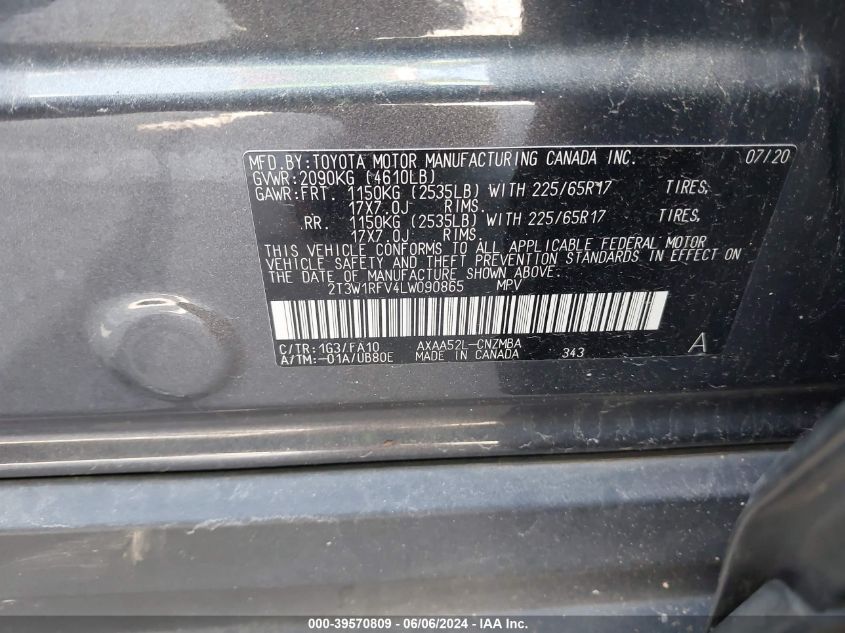 MFD.BY:TOYOTA MOTOR MANUFACTURING CANADA INC. 07/20
GVWR:2090KG (4610LB)
GAWR:FRT. 1150KG (2535LB) WITH 225/65R17 TIRES,
17X7.0J RIMS
RR. 1150KG (2535LB) WITH 225/65R17 TIRES,
17X7.0J RIMS
THIS VEHICLE CONFORMS TO ALL APPLICABLE FEDERAL MOTOR
VEHICLE SAFETY AND THEFT PREVENTION STANDARDS IN EFFECT ON
THE DATE OF MANUFACTURE SHOWN ABOVE.
2T3W1RFV4LW090865 MPV
C/TR:1G3/FA10 AXAA52L-CNZMBA
A/TM:-01A/UB80E MADE IN CANADA 343 A
000-39570809 - 06/06/2024 - IAA Inc.